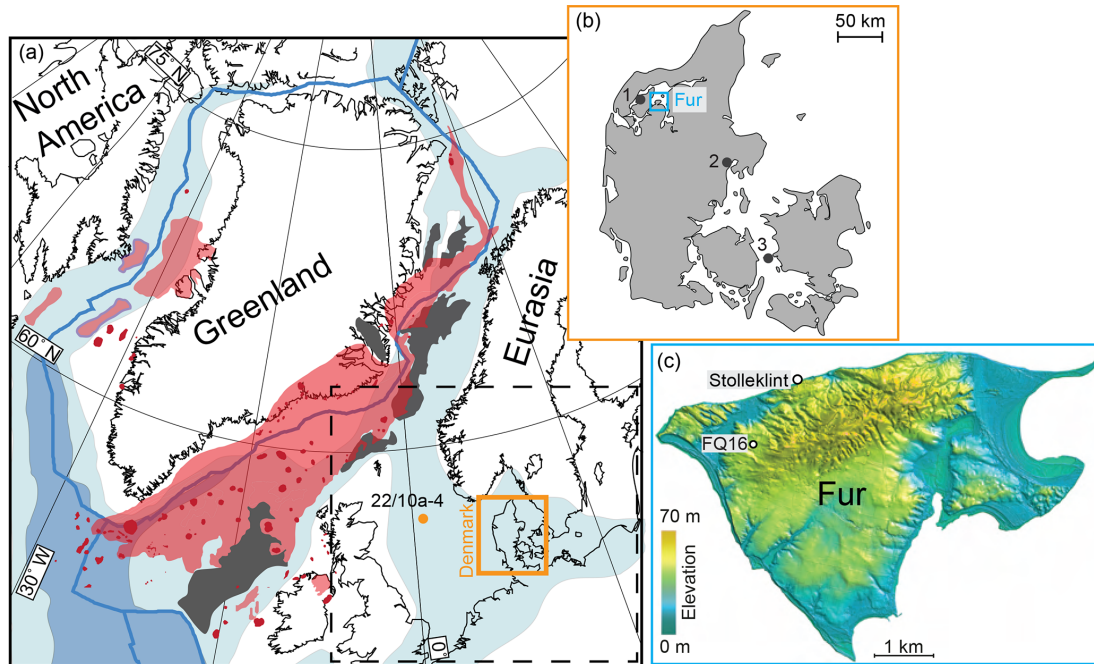 (a)
75° N
North
America
Greenland
Eurasia
60° N
30° W
22/10a-4
Denmark
0°
(b)
50 km
1
Fur
2
3
(c)
Stolleklint
FQ16
Fur
70 m
Elevation
0 m
1 km